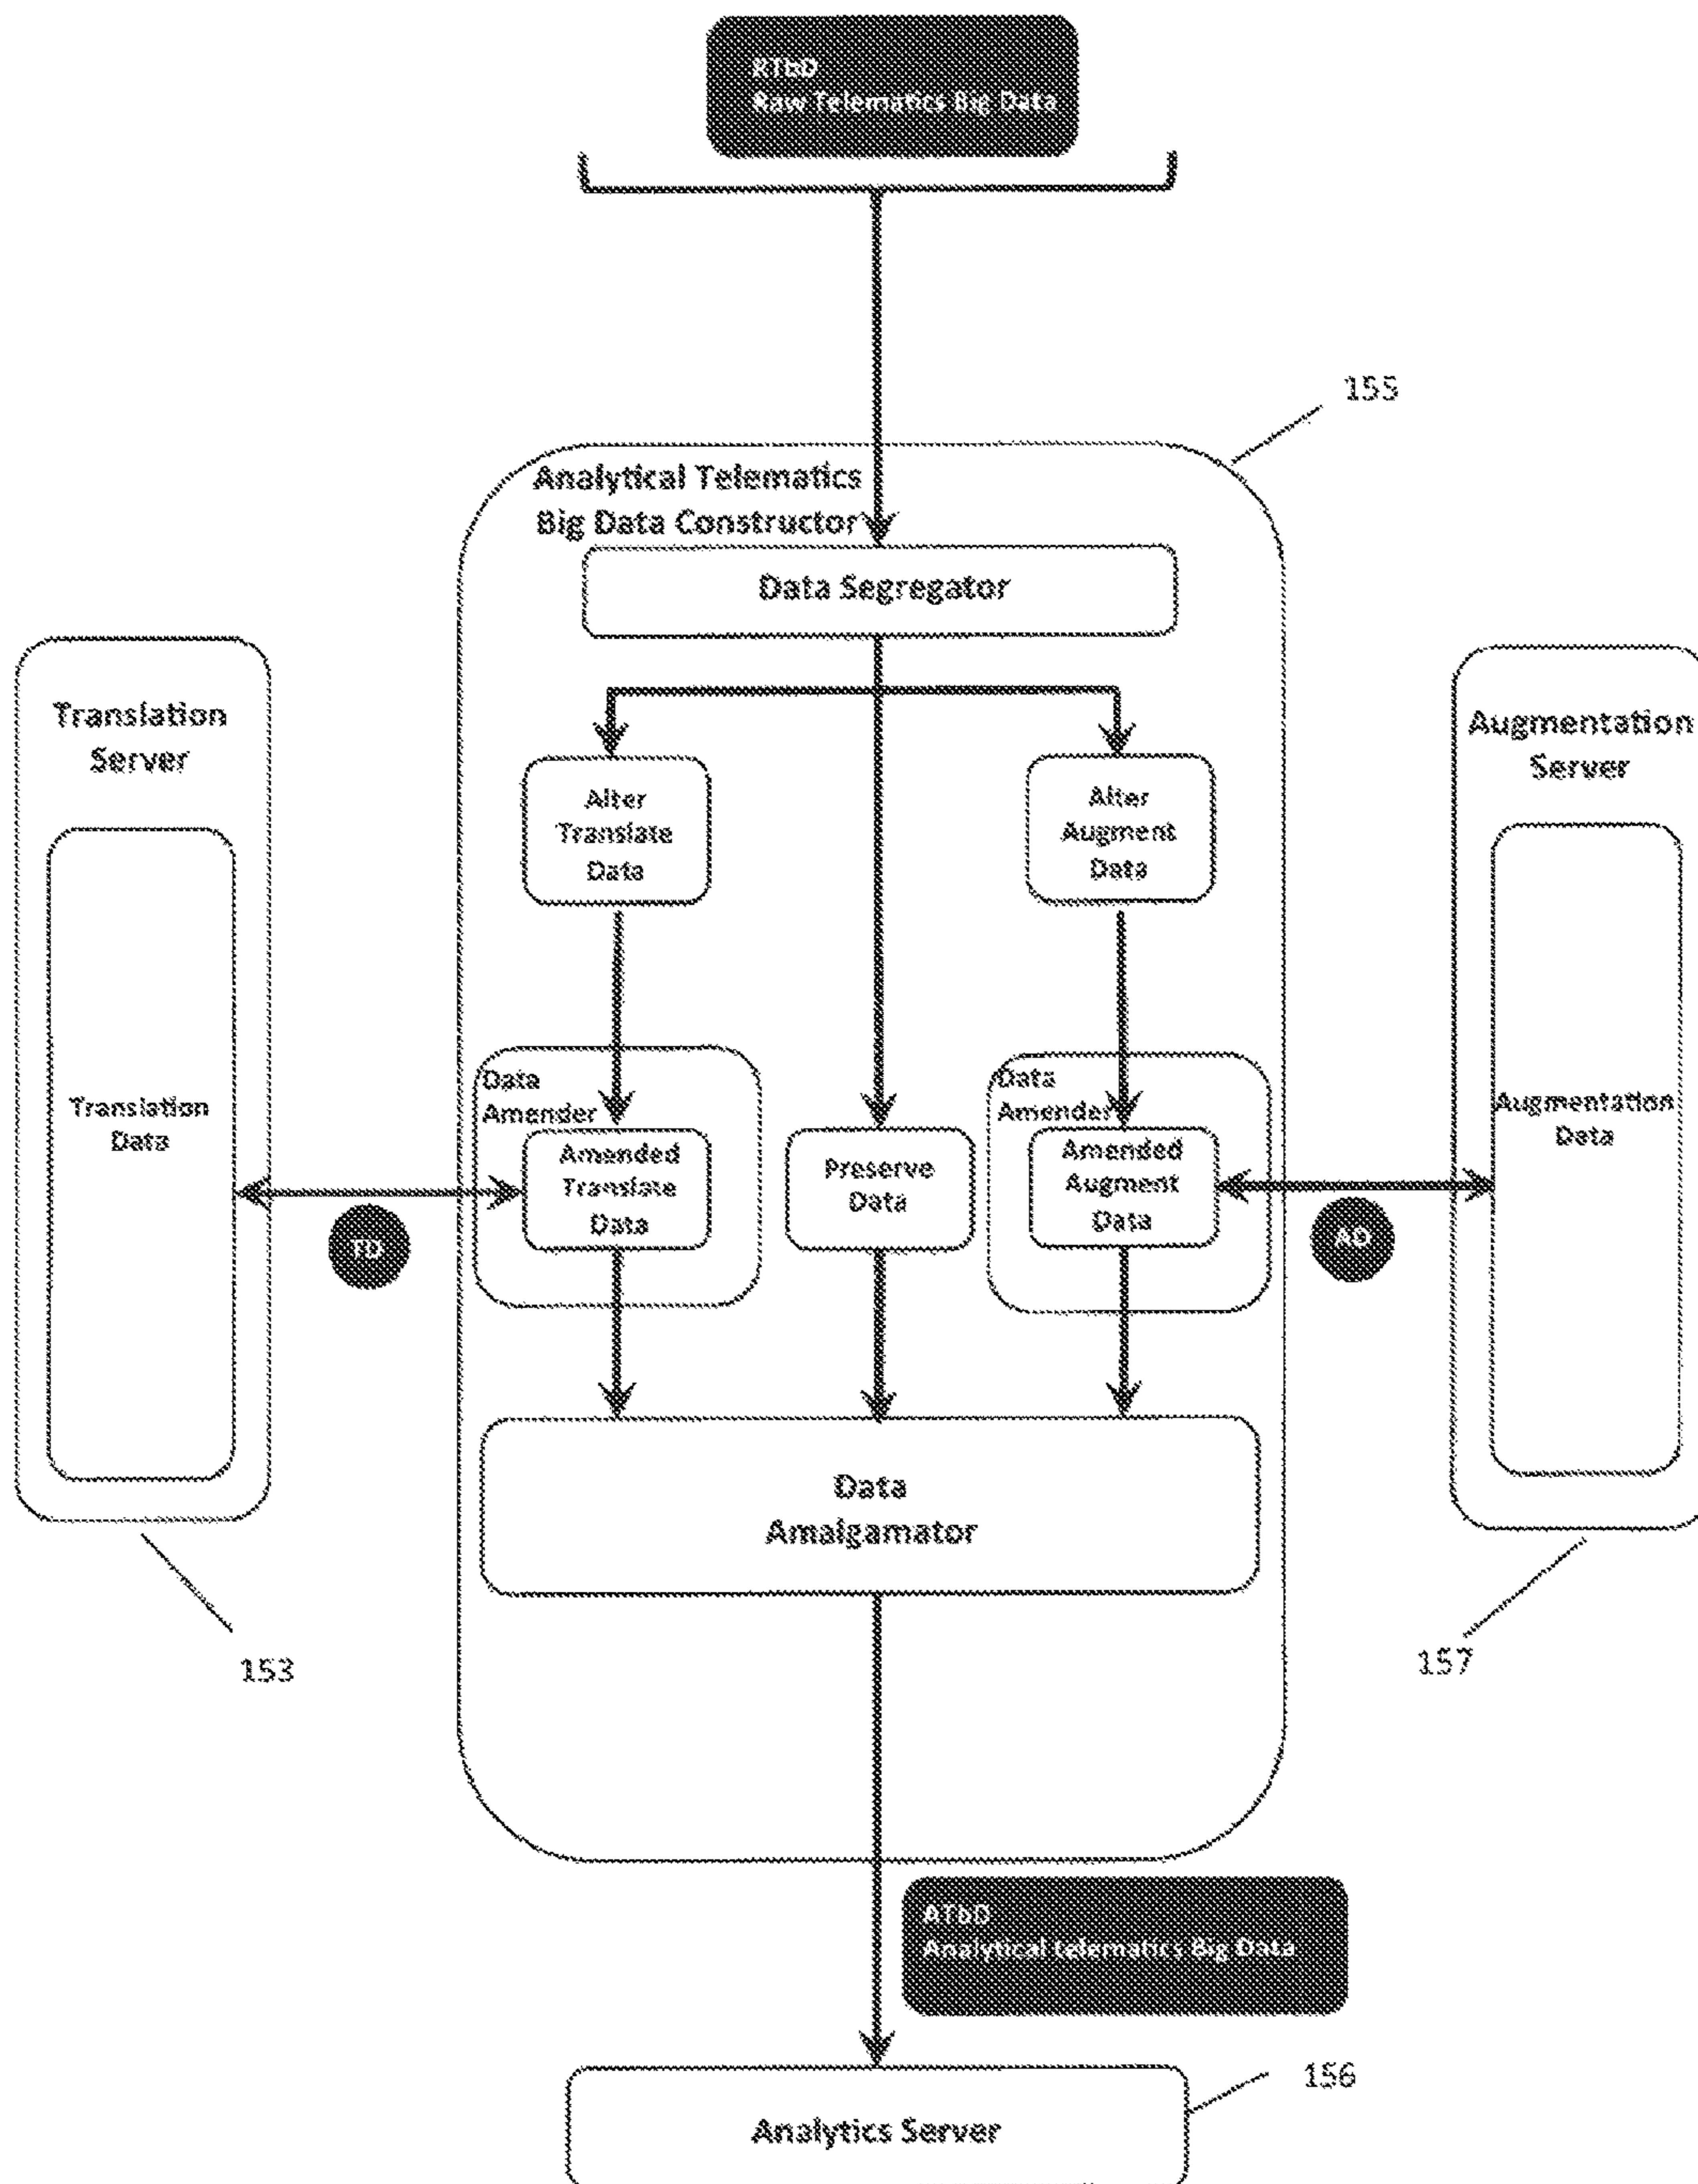 RTbD
Raw Telematics Big Data
155
Analytical Telematics
Big Data Constructor
Data Segregator
Translation
Server
Augmentation
Server
Alter
Translate
Data
Alter
Augment
Data
Translation
Data
Data
Amender
Amended
Translate
Data
Preserve
Data
Data
Amender
Amended
Augment
Data
Augmentation
Data
TD
AD
Data
Amalgamator
153
157
ATbD
Analytical telematics Big Data
156
Analytics Server